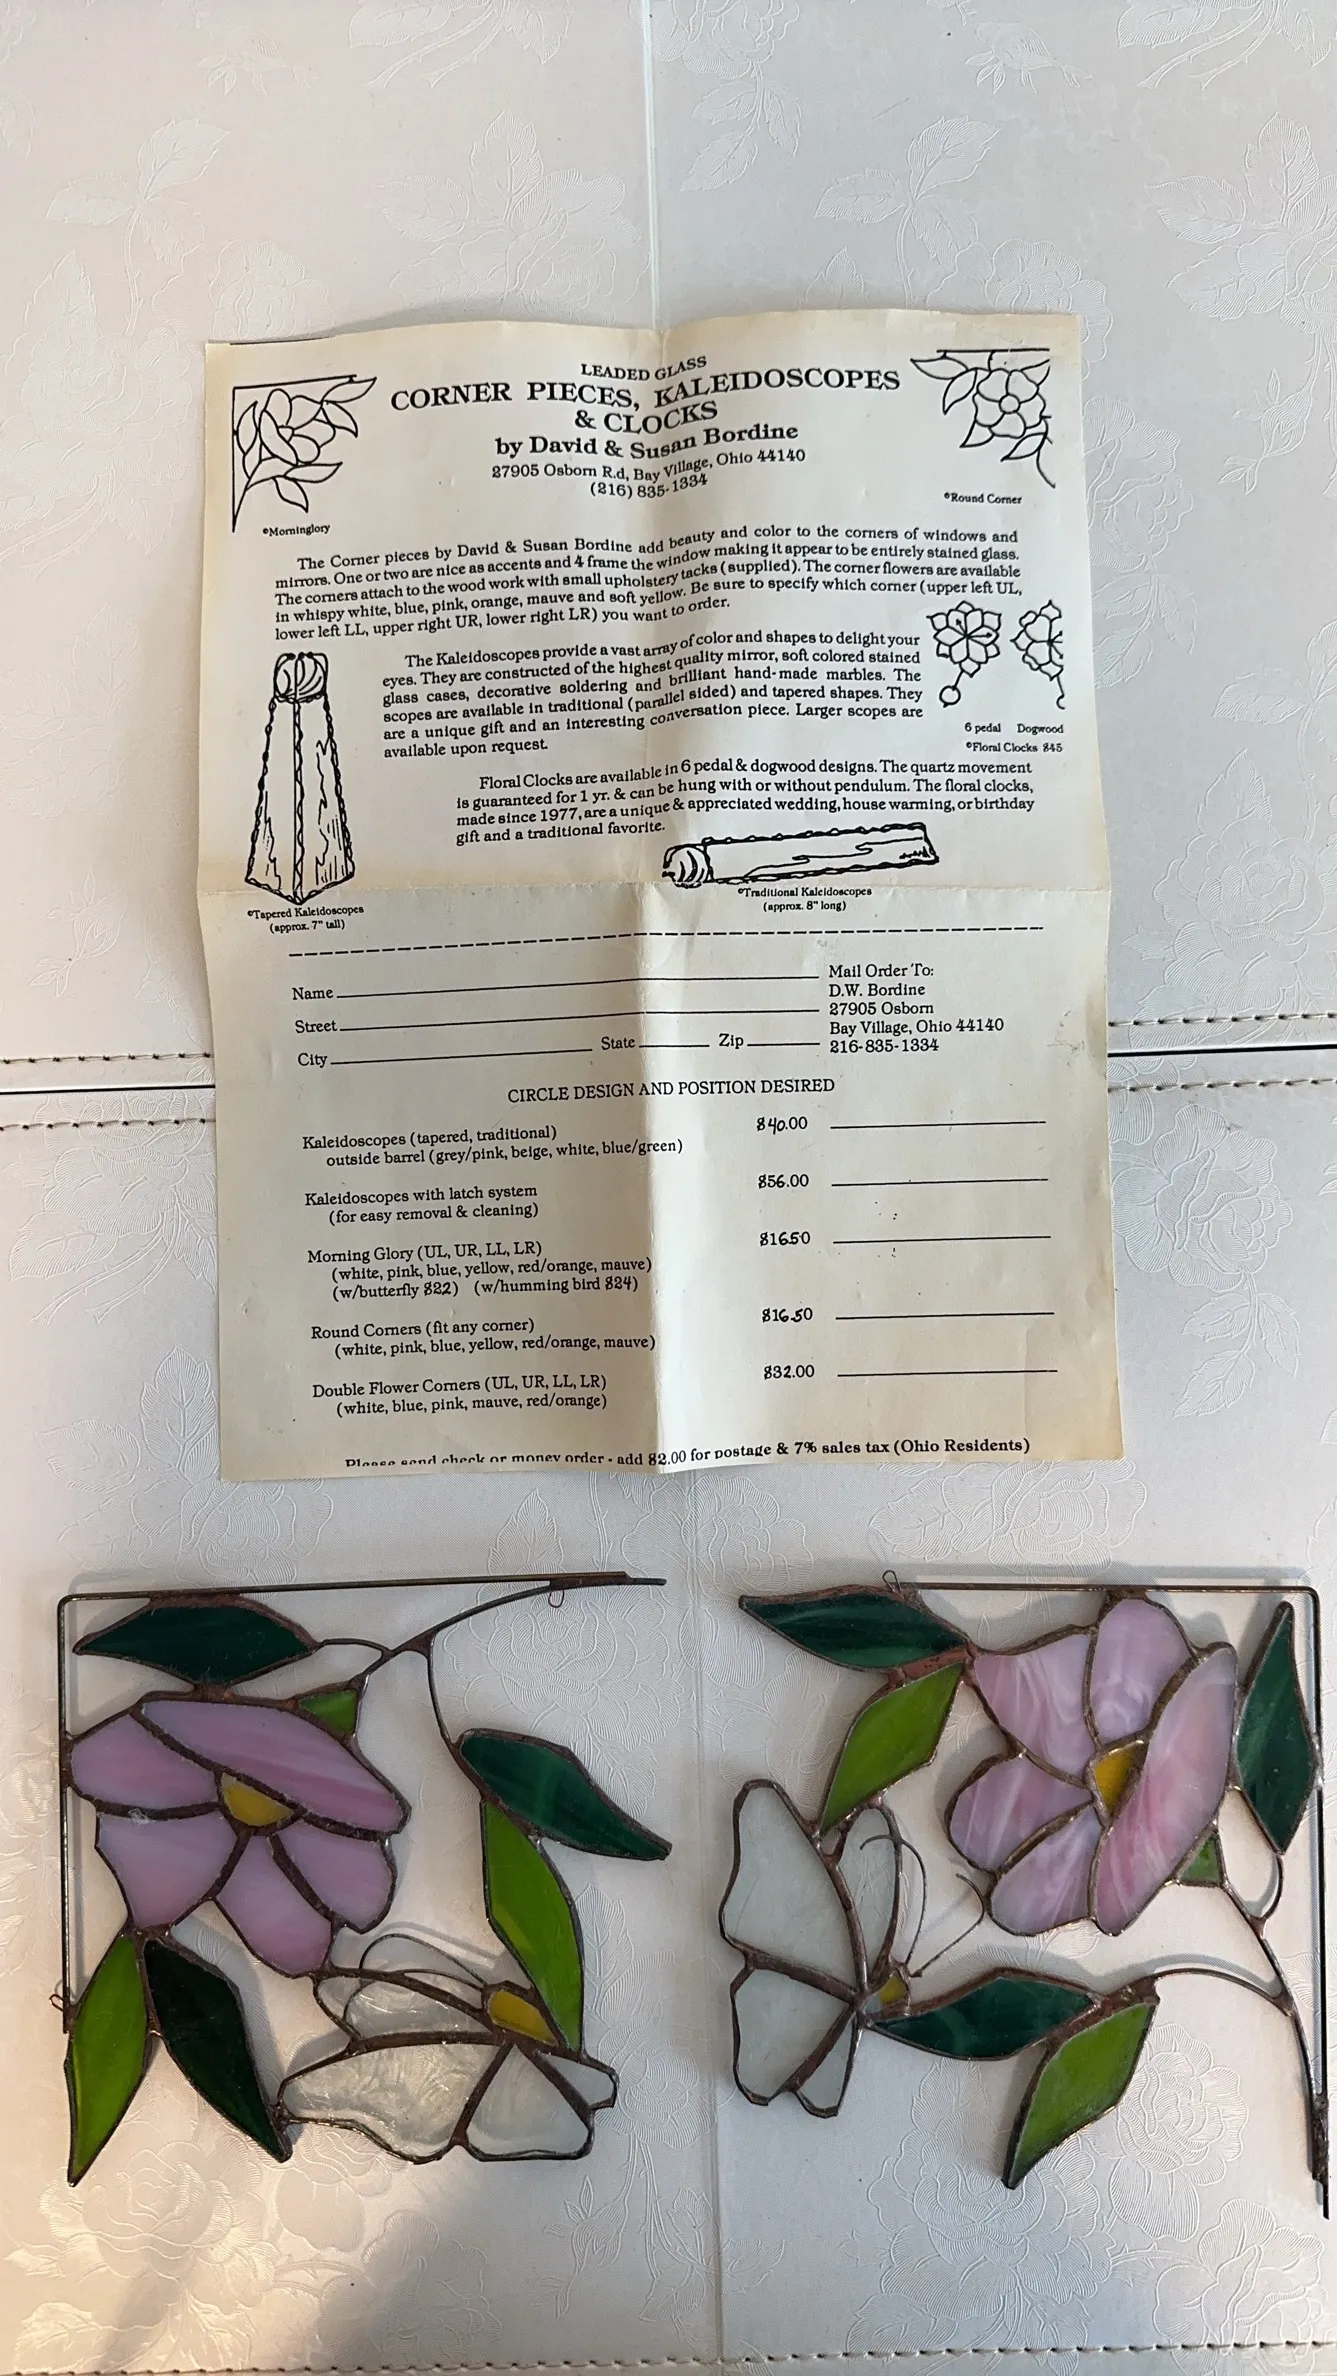 LEADED GLASS
CORNER PIECES, KALEIDOSCOPES
& CLOCKS
by David & Susan Bordine
27905 Osborn R.d, Bay Village, Ohio 44140
(216) 835-1334
©Morninglory
©Round Corner
The Corner pieces by David & Susan Bordine add beauty and color to the corners of windows and
mirrors. One or two are nice as accents and 4 frame the window making it appear to be entirely stained glass.
The corners attach to the wood work with small upholstery tacks (supplied). The corner flowers are available
in whispy white, blue, pink, orange, mauve and soft yellow. Be sure to specify which corner (upper left UL,
lower left LL, upper right UR, lower right LR) you want to order.
The Kaleidoscopes provide a vast array of color and shapes to delight your
eyes. They are constructed of the highest quality mirror, soft colored stained
glass cases, decorative soldering and brilliant hand-made marbles. The
scopes are available in traditional (parallel sided) and tapered shapes. They
are a unique gift and an interesting conversation piece. Larger scopes are
available upon request.
6 pedal Dogwood
©Floral Clocks $45
Floral Clocks are available in 6 pedal & dogwood designs. The quartz movement
is guaranteed for 1 yr. & can be hung with or without pendulum. The floral clocks,
made since 1977, are a unique & appreciated wedding, house warming, or birthday
gift and a traditional favorite.
©Traditional Kaleidoscopes
(approx. 8" long)
©Tapered Kaleidoscopes
(approx. 7" tall)
Name
Street
City State Zip
Mail Order To:
D.W. Bordine
27905 Osborn
Bay Village, Ohio 44140
216-835-1334
CIRCLE DESIGN AND POSITION DESIRED
Kaleidoscopes (tapered, traditional) $40.00
outside barrel (grey/pink, beige, white, blue/green)
Kaleidoscopes with latch system $56.00
(for easy removal & cleaning)
Morning Glory (UL, UR, LL, LR) $16.50
(white, pink, blue, yellow, red/orange, mauve)
(w/butterfly $22) (w/humming bird $24)
Round Corners (fit any corner) $16.50
(white, pink, blue, yellow, red/orange, mauve)
Double Flower Corners (UL, UR, LL, LR) $32.00
(white, blue, pink, mauve, red/orange)
Please send check or money order - add $2.00 for postage & 7% sales tax (Ohio Residents)